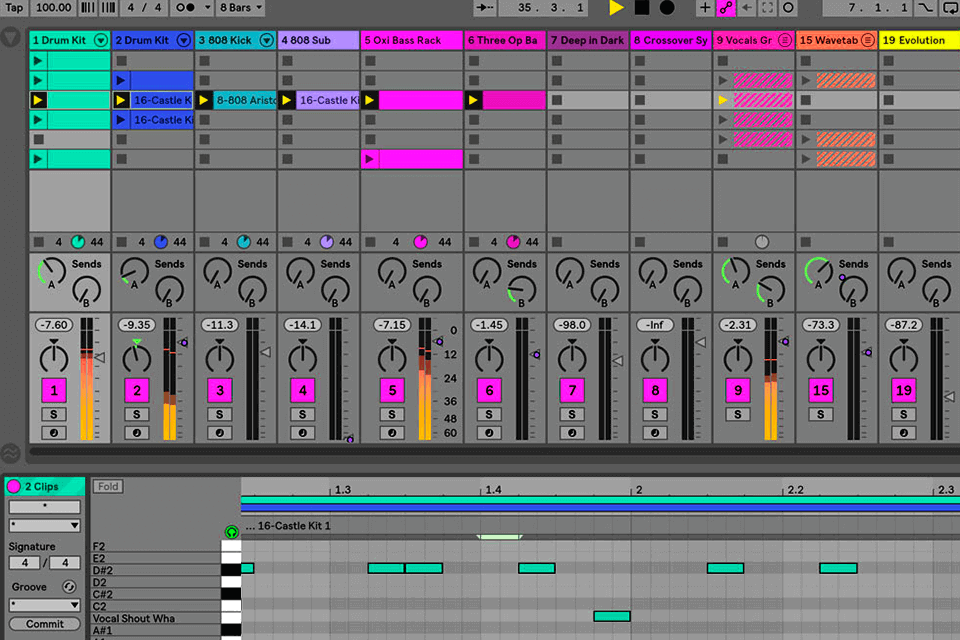 Tap 100.00 4 / 4 8 Bars 35 . 3 . 1 7 . 1 . 1
1 Drum Kit 2 Drum Kit 3 808 Kick 4 808 Sub 5 Oxi Bass Rack 6 Three Op Ba 7 Deep in Dark 8 Crossover Sy 9 Vocals Gr 15 Wavetab 19 Evolution
16-Castle K 8-808 Aristo 16-Castle Ki
16-Castle Ki
4 44 4 44 4 44 4 44 4 44 4 44
Sends Sends Sends Sends Sends Sends Sends Sends Sends Sends Sends
A A A A A A A A A A A
B B B B B B B B B B B
-7.60 -9.35 -11.3 -14.1 -7.15 0 -1.45 -98.0 -Inf -2.31 -73.3 -87.2
12
24
1 2 3 4 5 36 6 7 8 9 15 19
S S S S S 48 S S S S S S
60
2 Clips Fold 1.3 1.4 2 2.2 2.3
*
* ... 16-Castle Kit 1
Signature F2
E2
4 / 4 D#2
Groove D2
C#2
* C2
Commit Vocal Shout Wha
A#1